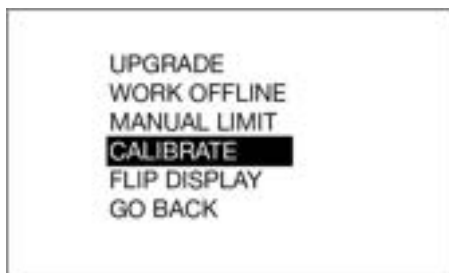 UPGRADE
WORK OFFLINE
MANUAL LIMIT
CALIBRATE
FLIP DISPLAY
GO BACK